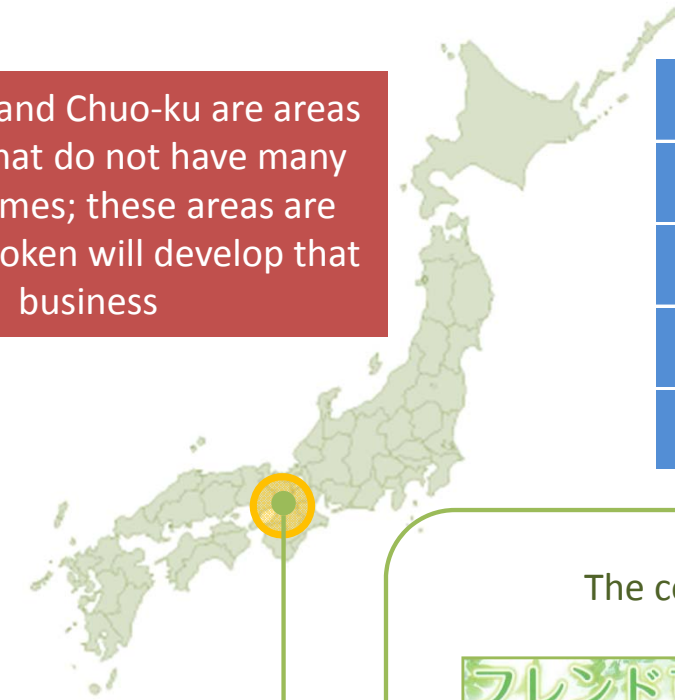 and Chuo-ku are areas
hat do not have many
mes; these areas are
oken will develop that
business
The c
フレンド